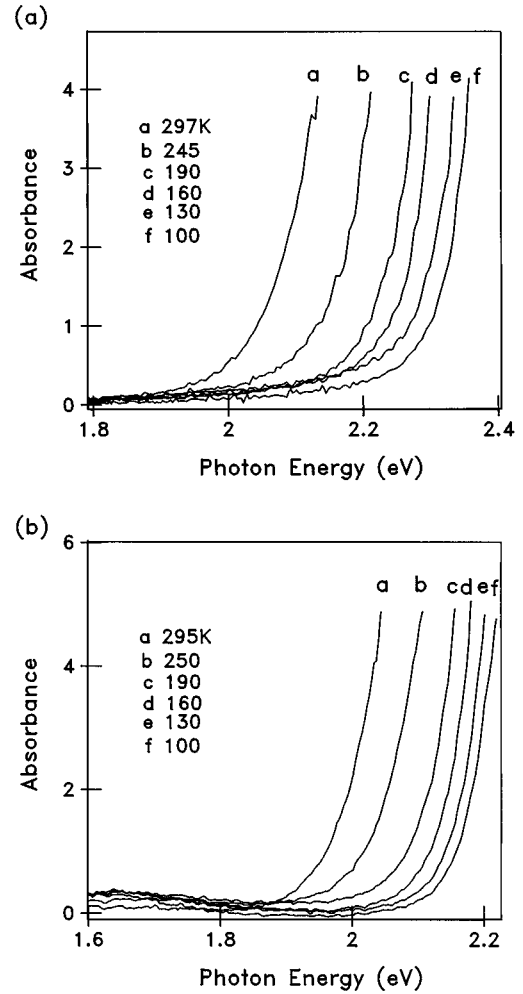 (a)
4
3
2
1
0
Absorbance
a b c d e f
a 297K
b 245
c 190
d 160
e 130
f 100
1.8 2 2.2 2.4
Photon Energy (eV)
(b)
6
4
2
0
Absorbance
a b c d e f
a 295K
b 250
c 190
d 160
e 130
f 100
1.6 1.8 2 2.2
Photon Energy (eV)